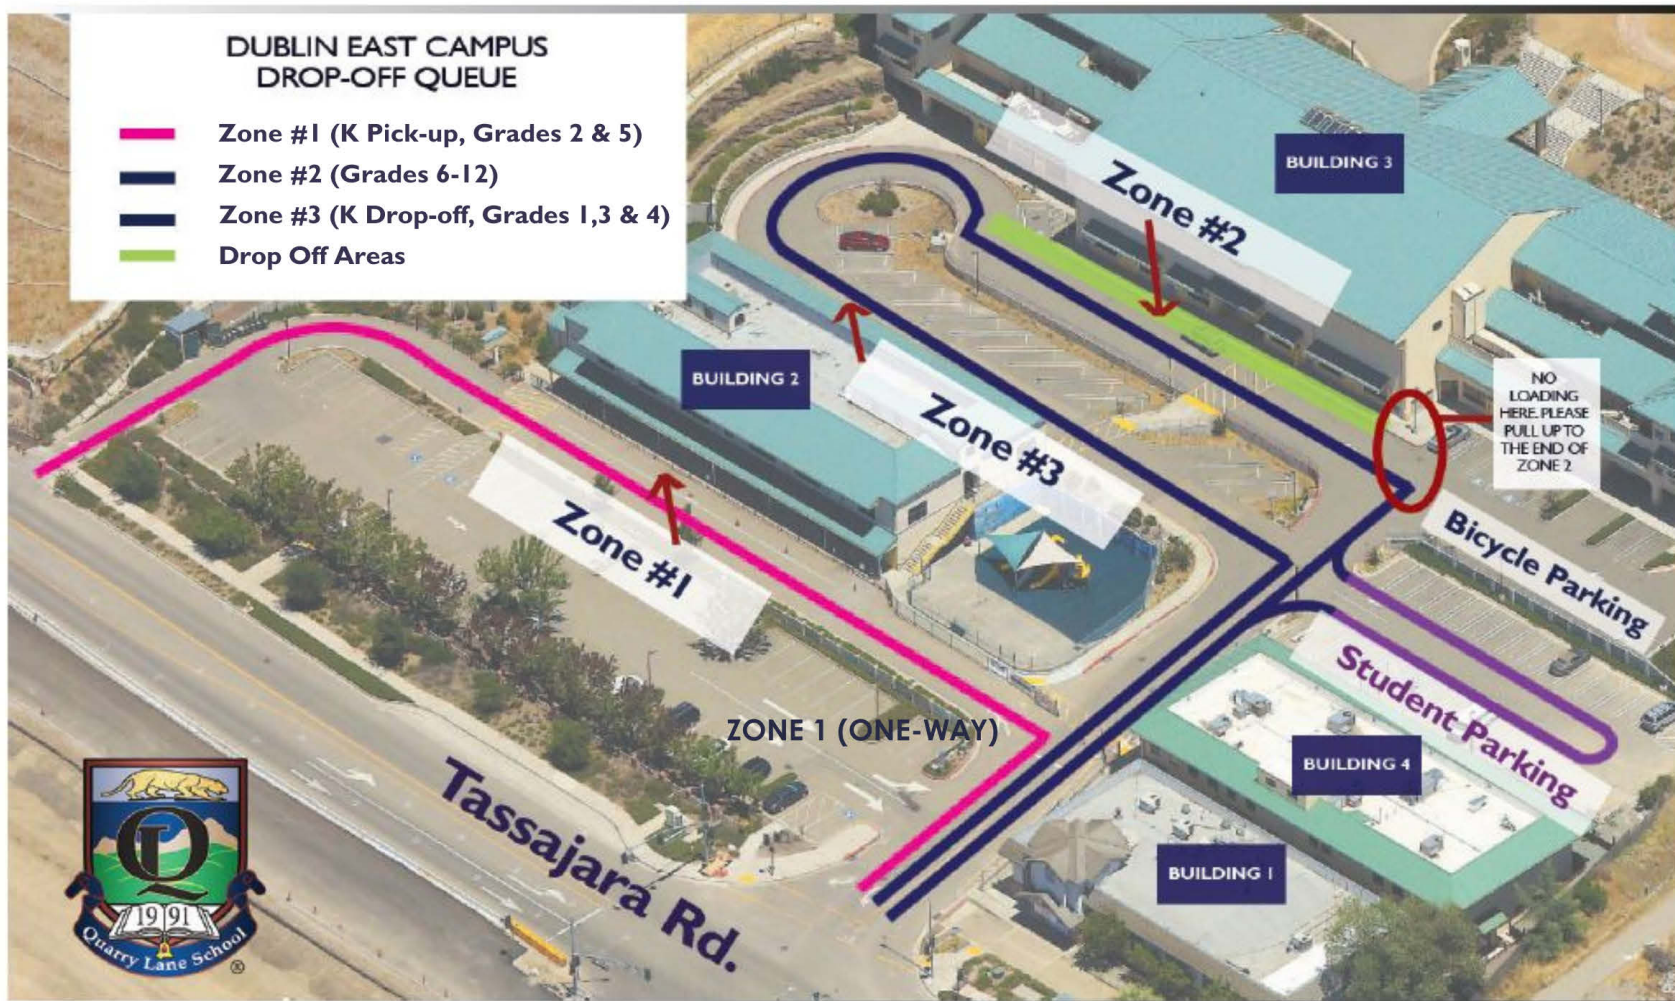 DUBLIN EAST CAMPUS
DROP-OFF QUEUE
Zone #1 (K Pick-up, Grades 2 & 5)
Zone #2 (Grades 6-12)
Zone #3 (K Drop-off, Grades 1,3 & 4)
Drop Off Areas
BUILDING 3
Zone #2
BUILDING 2
Zone #3
NO
LOADING
HERE. PLEASE
PULL UP TO
THE END OF
ZONE 2
Zone #1
Bicycle Parking
Student Parking
ZONE 1 (ONE-WAY)
BUILDING 4
Tassajara Rd.
BUILDING 1
Q
1991
Quarry Lane School
®